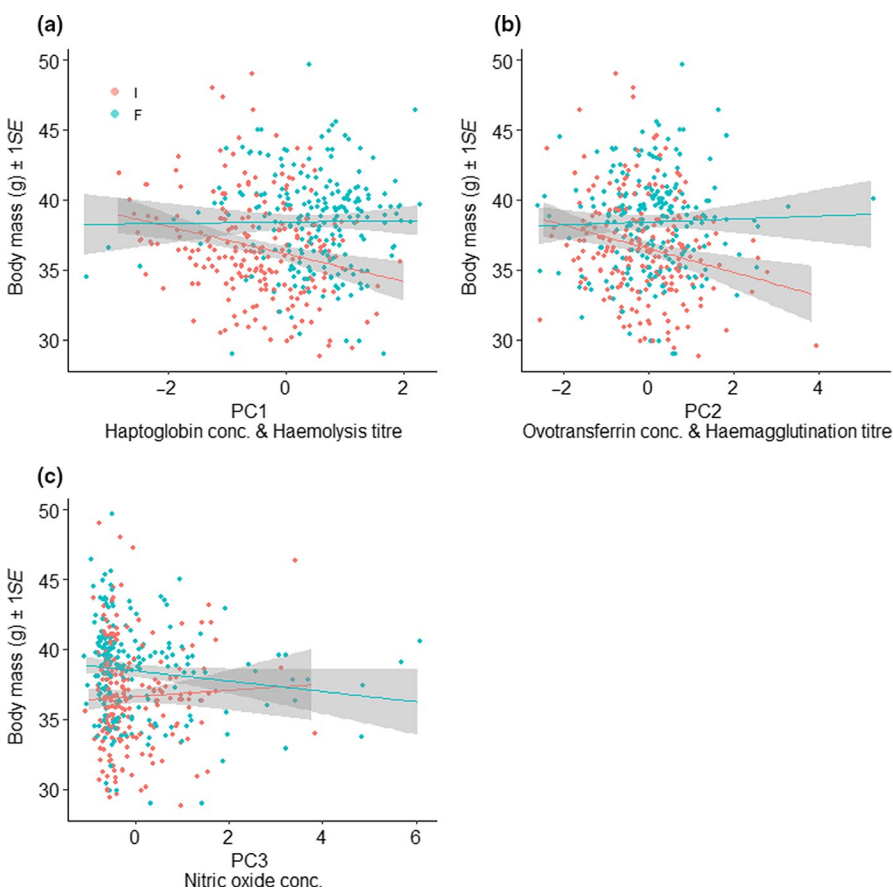 (a)
50
45
40
35
30
Body mass (g) ± 1SE
I
F
−2 0 2
PC1
Haptoglobin conc. & Haemolysis titre
(b)
50
45
40
35
30
Body mass (g) ± 1SE
−2 0 2 4
PC2
Ovotransferrin conc. & Haemagglutination titre
(c)
50
45
40
35
30
Body mass (g) ± 1SE
0 2 4 6
PC3
Nitric oxide conc.